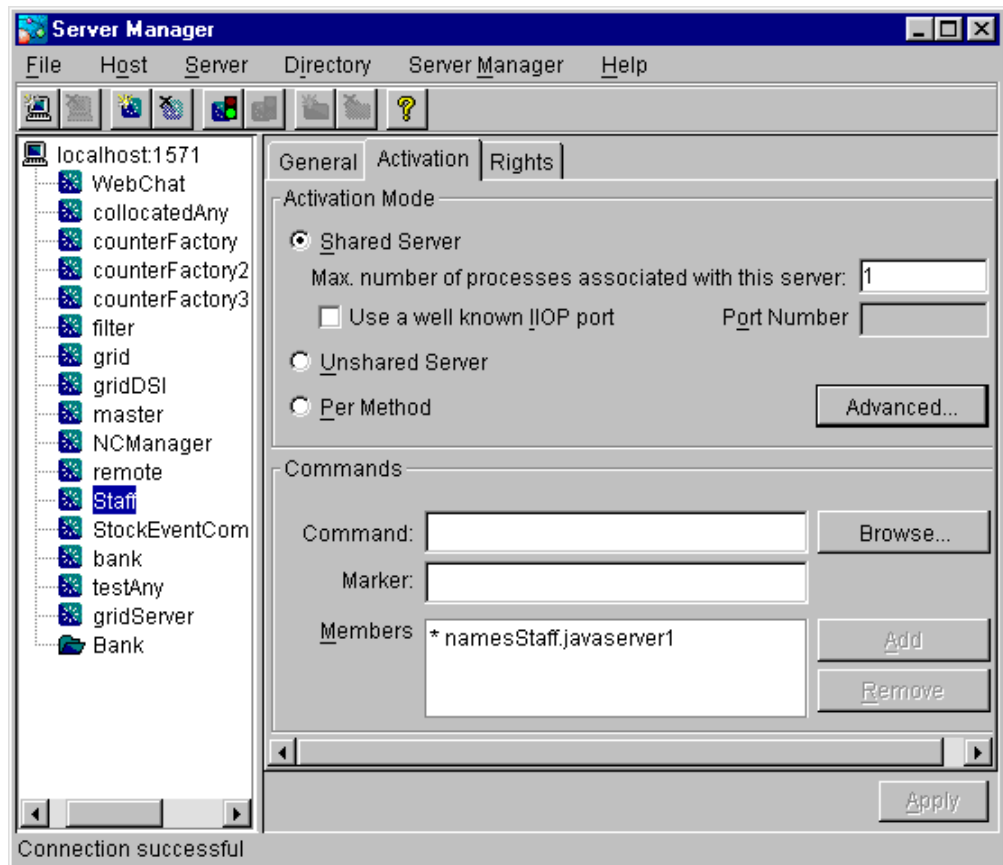 Server Manager
File Host Server Directory Server Manager Help
localhost:1571
WebChat
collocatedAny
counterFactory
counterFactory2
counterFactory3
filter
grid
gridDSI
master
NCManager
remote
Staff
StockEventCom
bank
testAny
gridServer
Bank
General Activation Rights
Activation Mode
Shared Server
Max. number of processes associated with this server: 1
Use a well known IIOP port Port Number
Unshared Server
Per Method Advanced...
Commands
Command: Browse...
Marker:
Members * namesStaff.javaserver1 Add
Remove
Apply
Connection successful